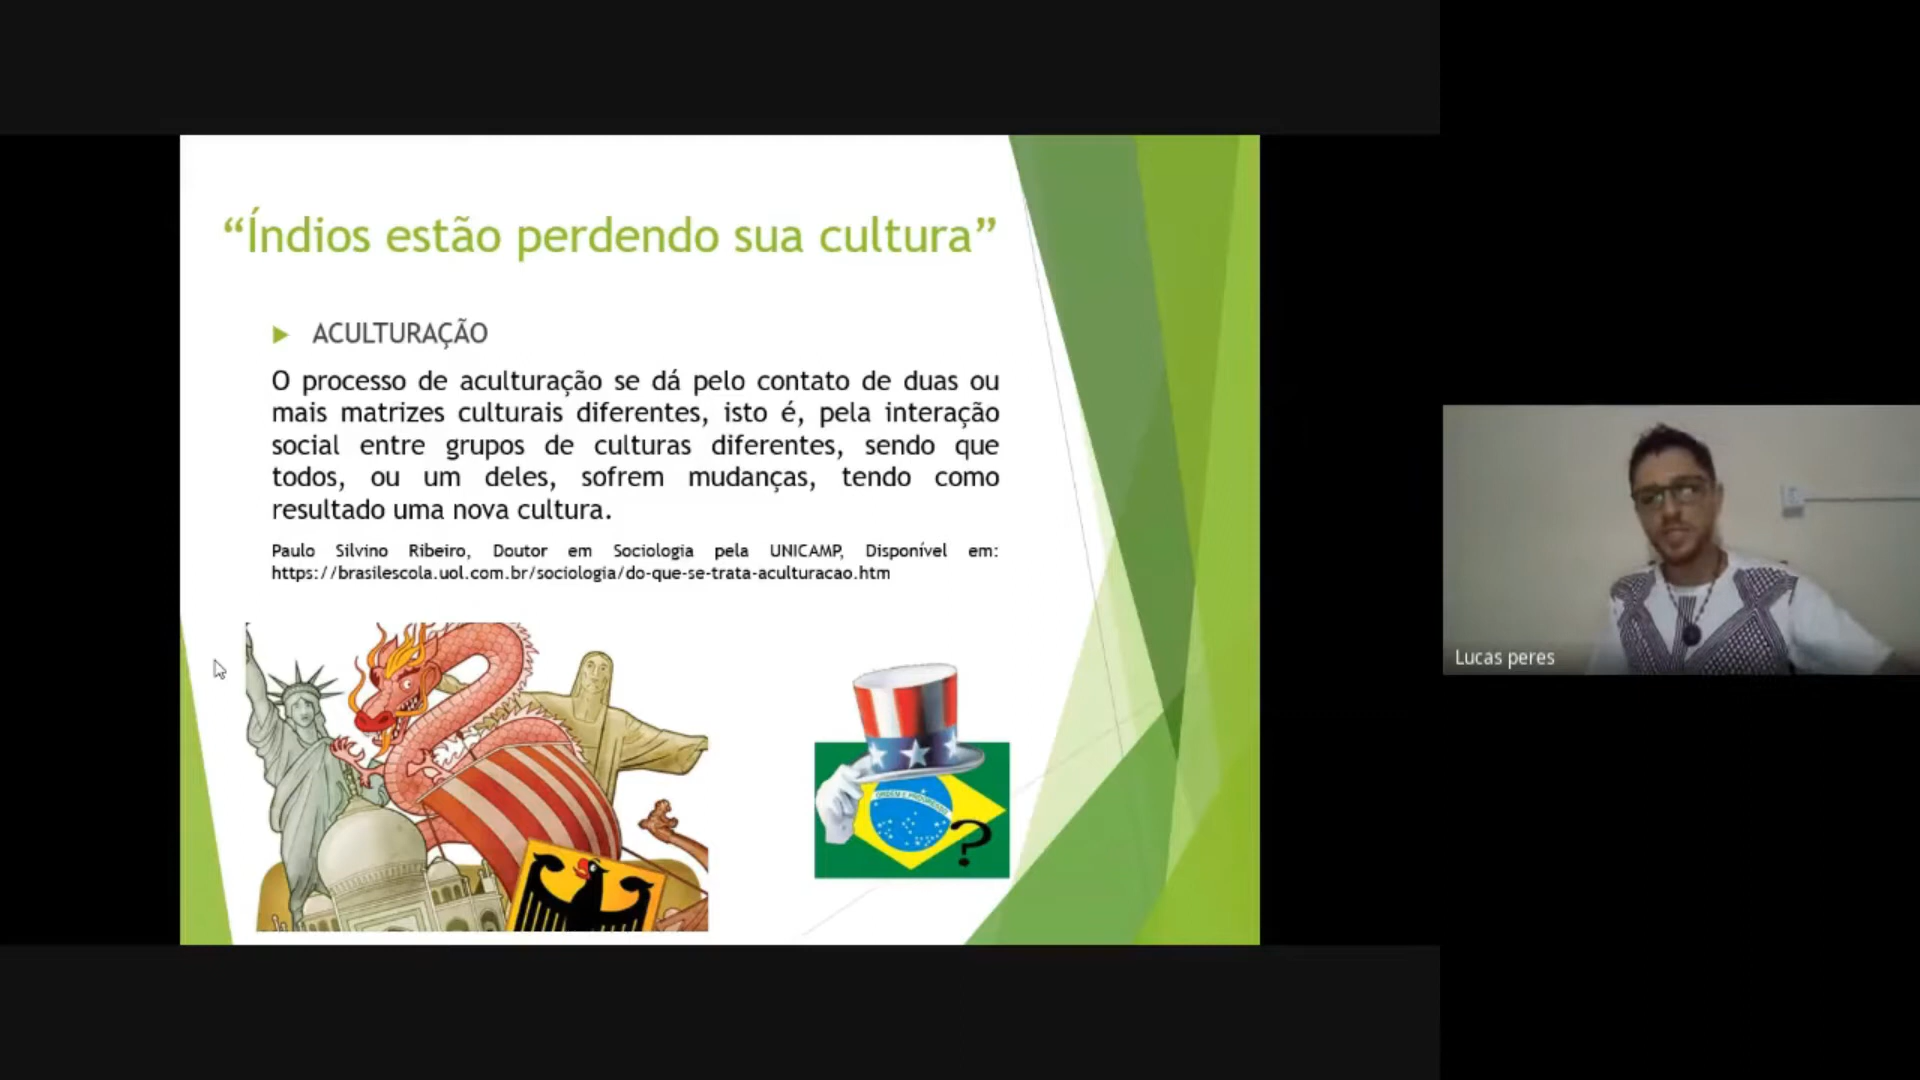 “Índios estão perdendo sua cultura”
ACULTURAÇÃO
O processo de aculturação se dá pelo contato de duas ou
mais matrizes culturais diferentes, isto é, pela interação
social entre grupos de culturas diferentes, sendo que
todos, ou um deles, sofrem mudanças, tendo como
resultado uma nova cultura.
Paulo Silvino Ribeiro, Doutor em Sociologia pela UNICAMP, Disponível em:
https://brasilescola.uol.com.br/sociologia/do-que-se-trata-aculturacao.htm
ORDEM E PROGRESSO
?
Lucas peres